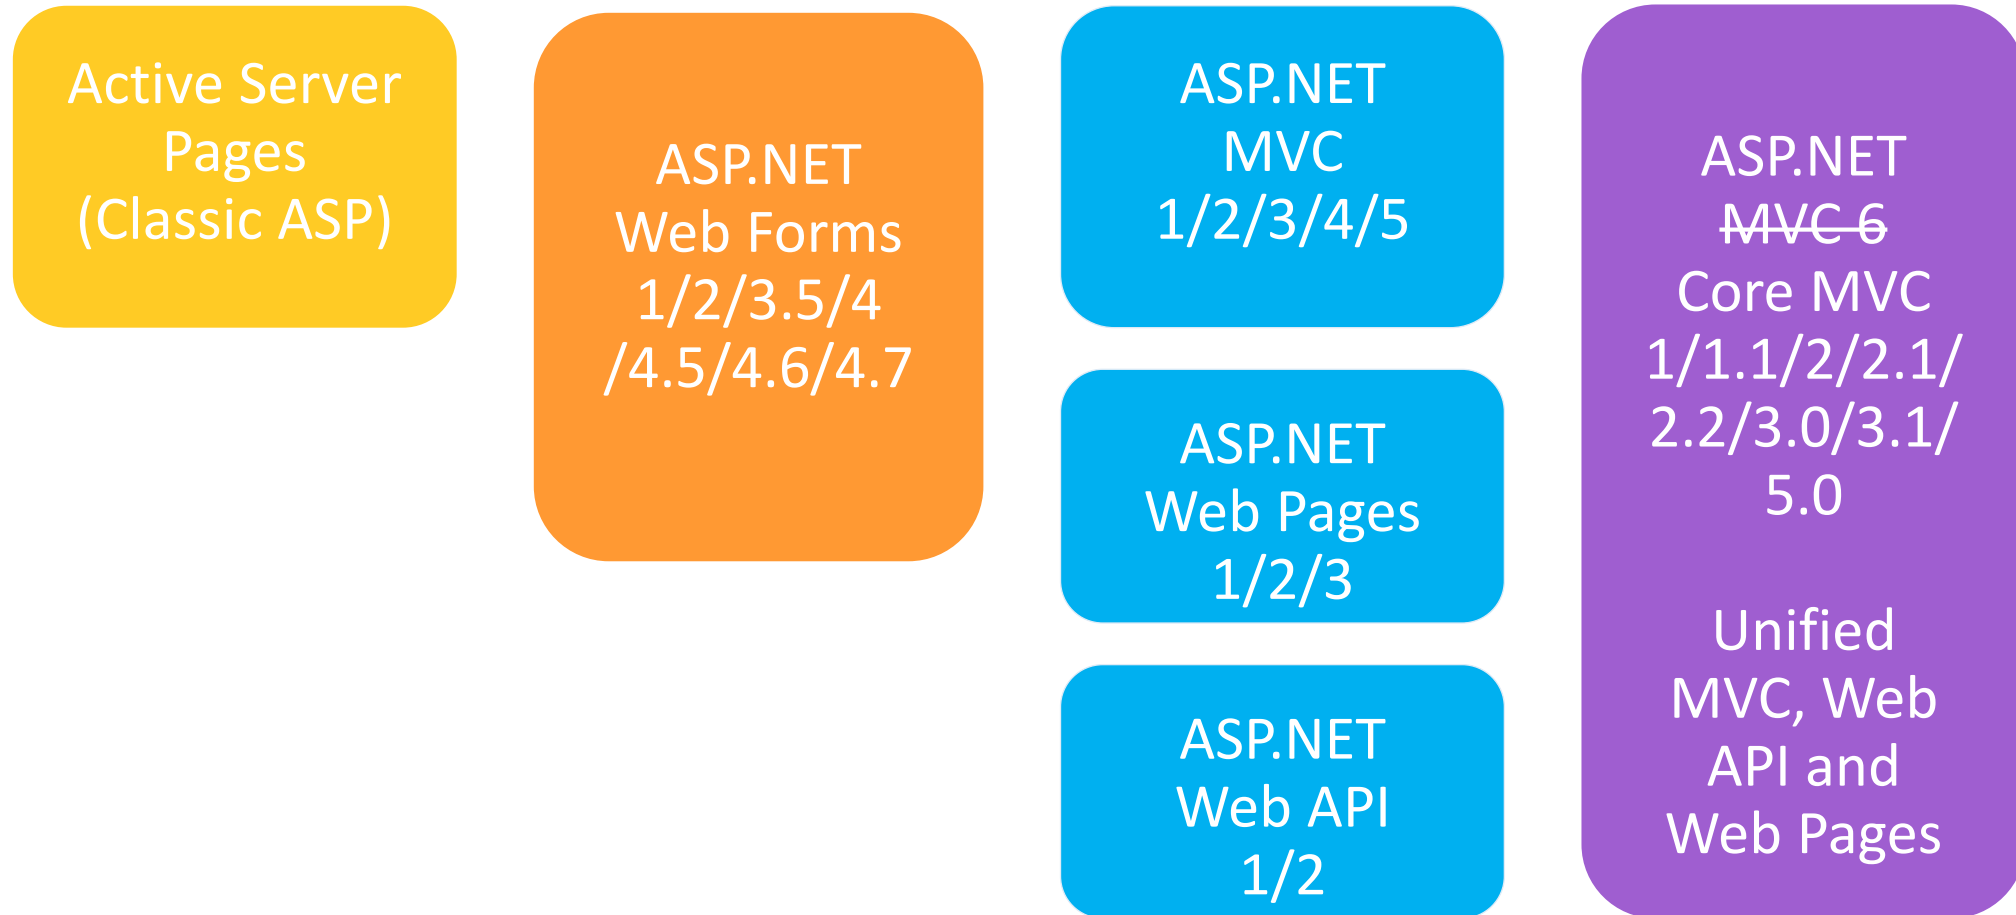 Active Server
Pages
(Classic ASP)
ASP.NET
Web Forms
1/2/3.5/4
/4.5/4.6/4.7
ASP.NET
MVC
1/2/3/4/5
ASP.NET
Web Pages
1/2/3
ASP.NET
Web API
1/2
ASP.NET
MVC 6
Core MVC
1/1.1/2/2.1/
2.2/3.0/3.1/
5.0
Unified
MVC, Web
API and
Web Pages